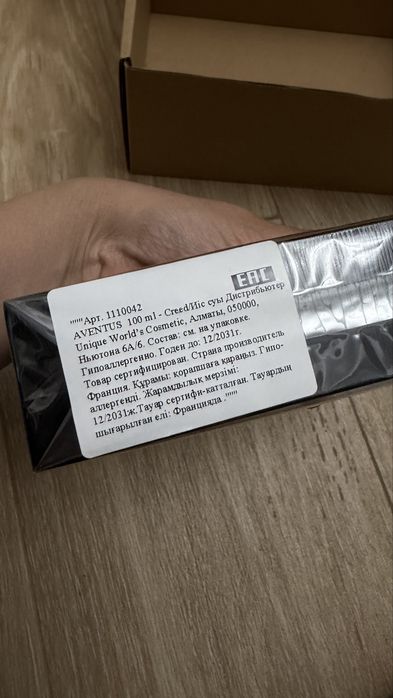 EAC
""""Арт. 1110042
AVENTUS 100 ml - Creed/Иіс суы Дистрибьютер
Unique World's Cosmetic, Алматы, 050000,
Ньютона 6А/6. Состав: см. на упаковке.
Гипоаллергенно. Годен до: 12/2031г.
Товар сертифицирован. Страна производитель
Франция. Құрамы: қорапшаға қараңыз. Гипо-
аллергенді. Жарамдылық мерзімі:
12/2031ж.Тауар сертифи-катталған. Тауардың
шығарылған елі: Францияда .""""